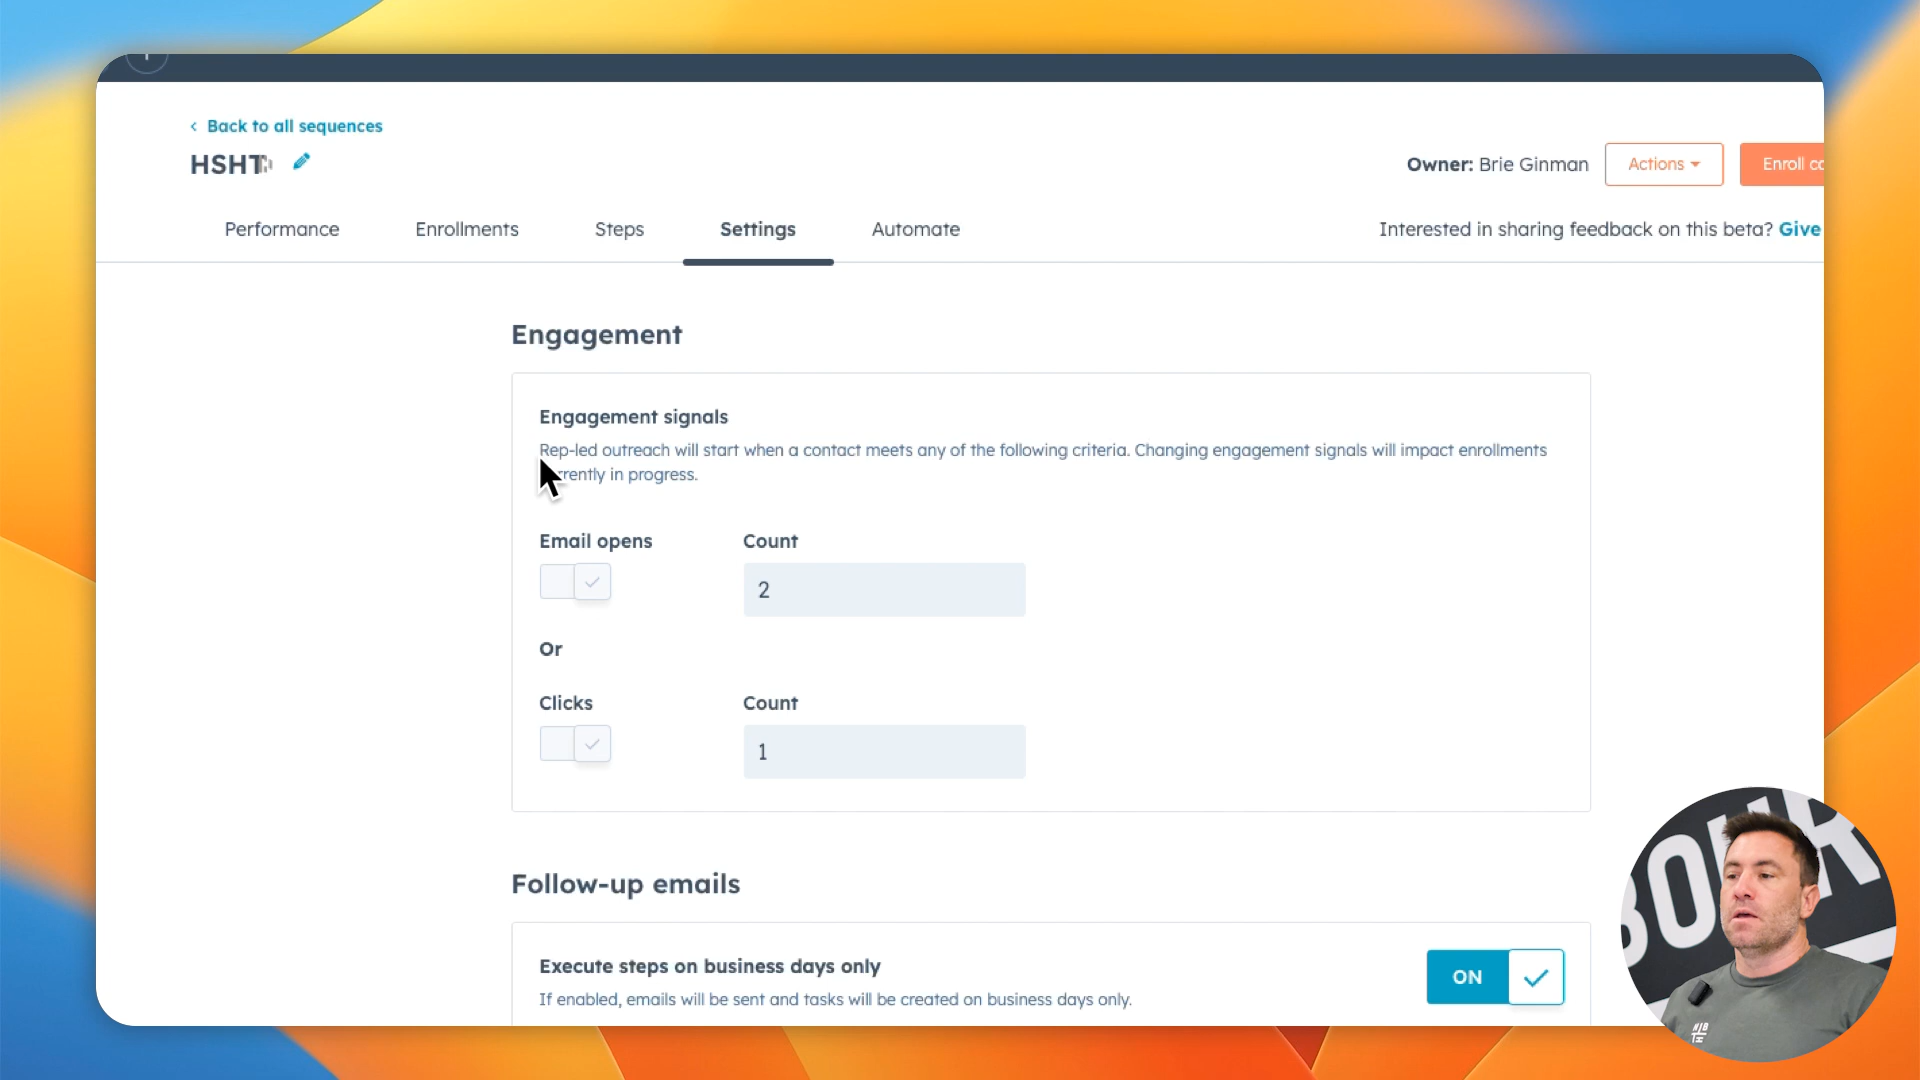 Back to all sequences
HSHT
Owner: Brie Ginman
Actions
Enroll
Performance
Enrollments
Steps
Settings
Automate
Interested in sharing feedback on this beta? Give
Engagement
Engagement signals
Rep-led outreach will start when a contact meets any of the following criteria. Changing engagement signals will impact enrollments
in progress.
Email opens
Count
2
Or
Clicks
Count
1
Follow-up emails
Execute steps on business days only
ON
If enabled, emails will be sent and tasks will be created on business days only.